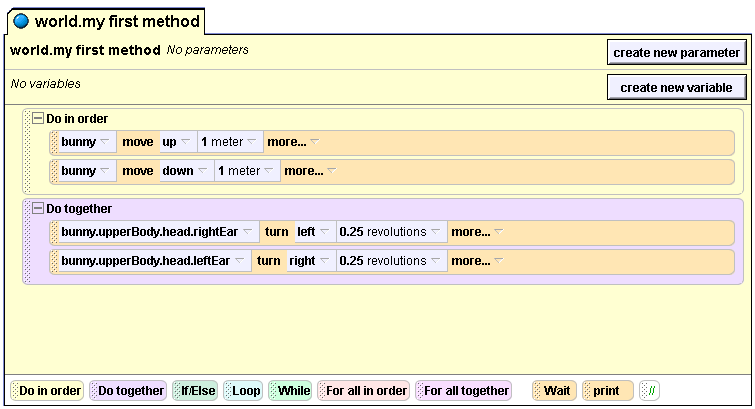 world.my first method
world.my first method No parameters create new parameter
No variables create new variable
Do in order
bunny move up 1 meter more...
bunny move down 1 meter more...
Do together
bunny.upperBody.head.rightEar turn left 0.25 revolutions more...
bunny.upperBody.head.leftEar turn right 0.25 revolutions more...
Do in order Do together If/Else Loop While For all in order For all together Wait print //